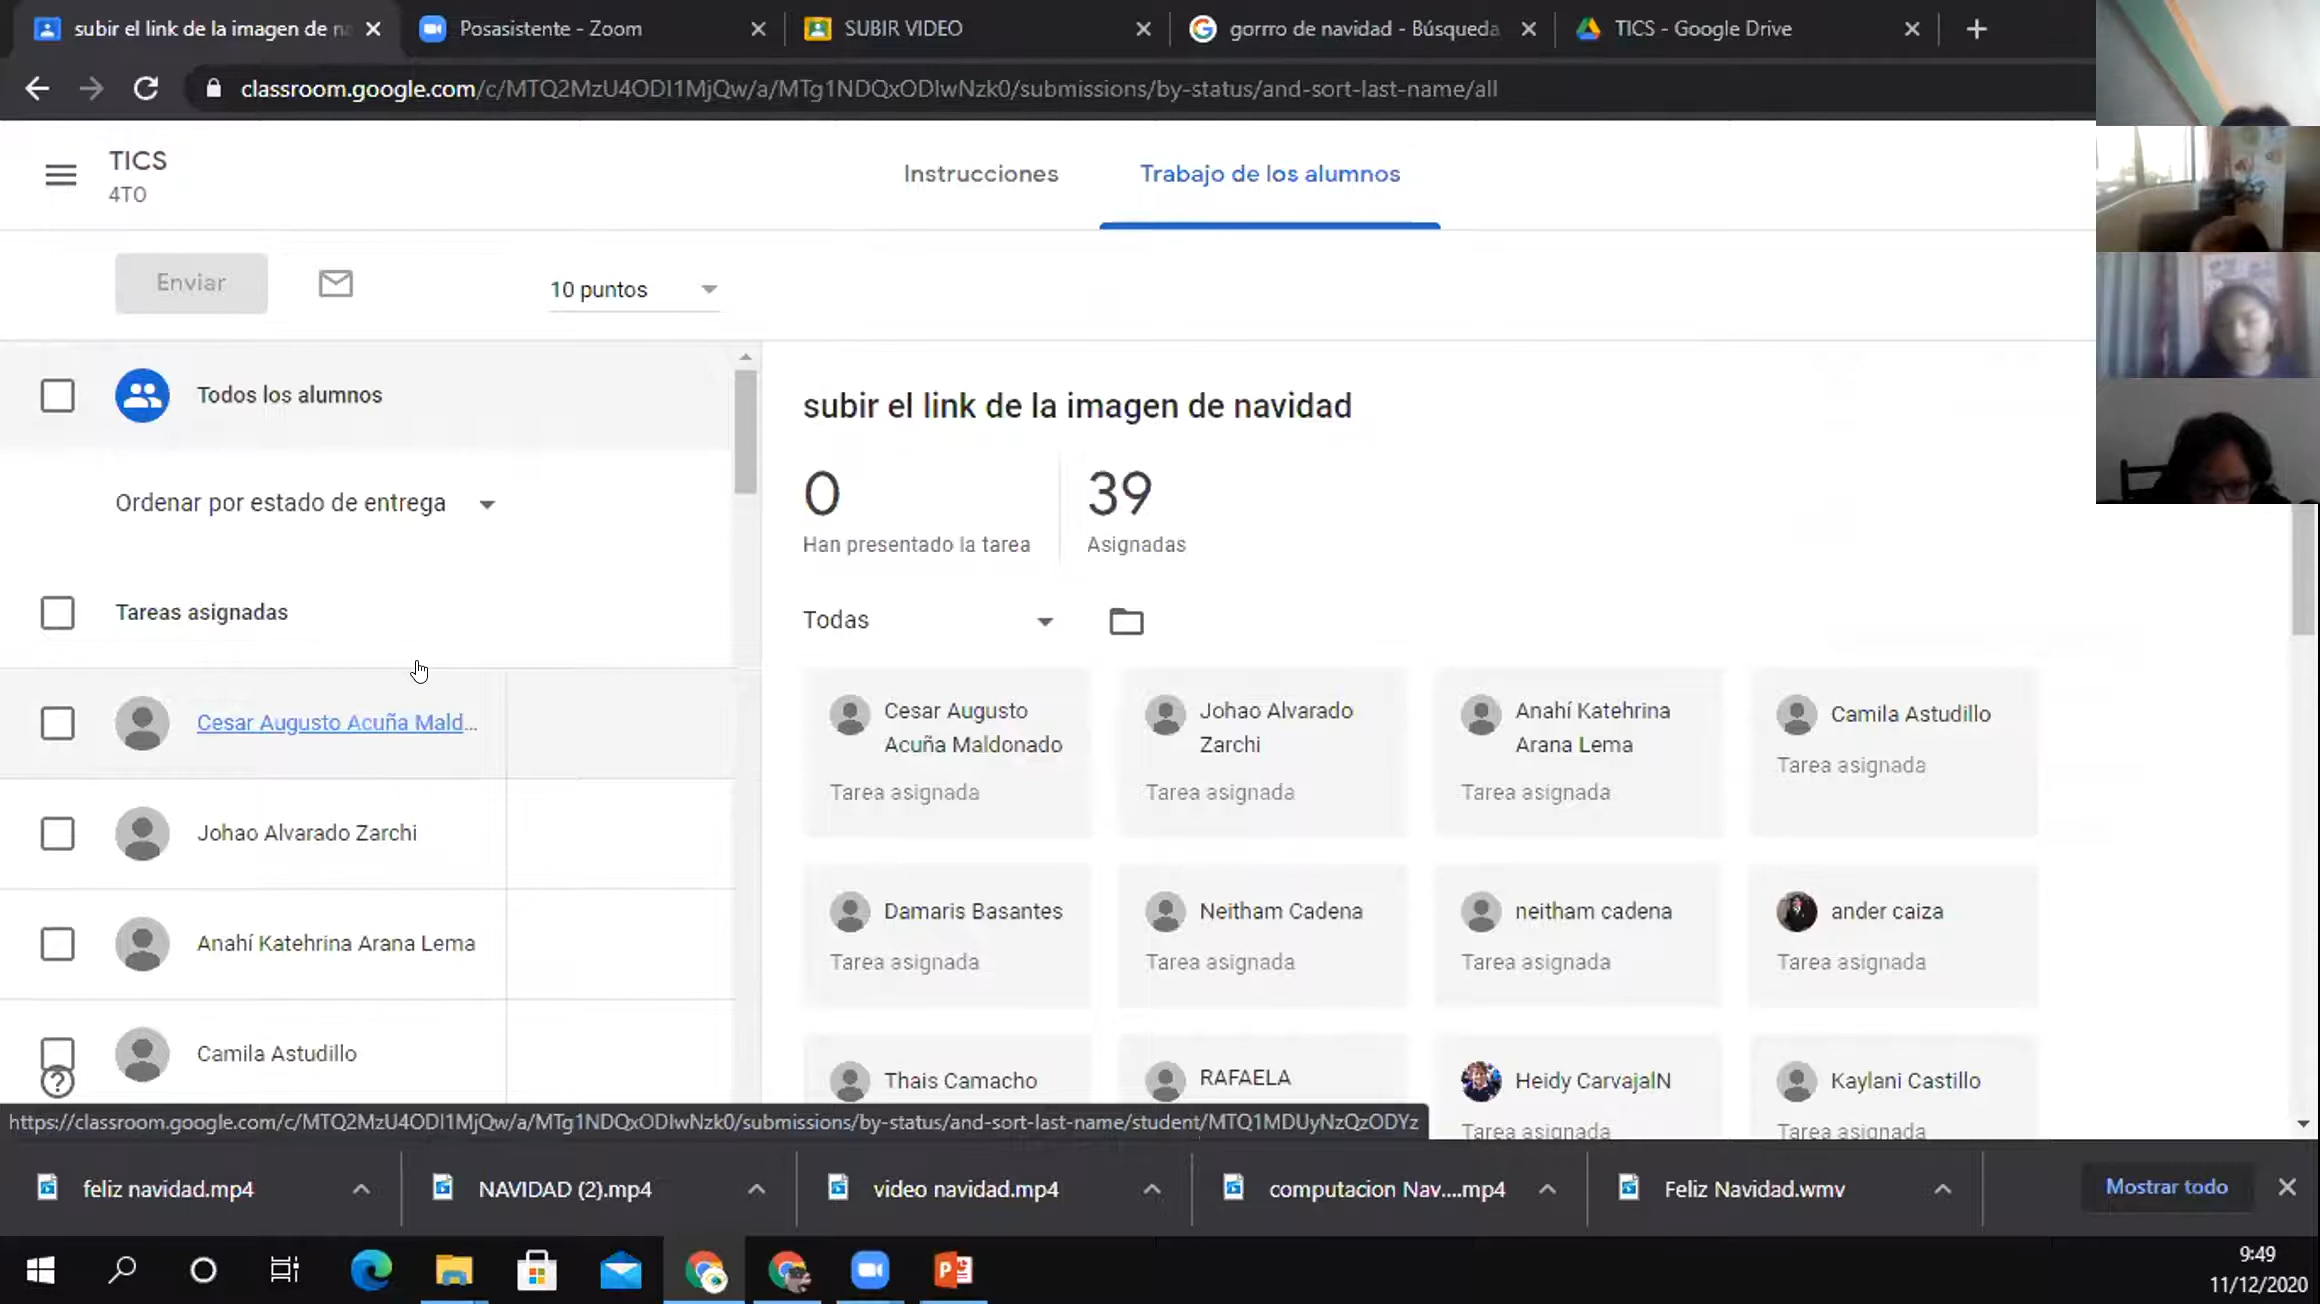 subir el link de la imagen de na
Posasistente - Zoom
SUBIR VIDEO
gorrro de navidad - Búsqueda
TICS - Google Drive
classroom.google.com/c/MTQ2MzU4ODI1MjQw/a/MTg1NDQxODIwNzk0/submissions/by-status/and-sort-last-name/all
TICS
4TO
Instrucciones
Trabajo de los alumnos
Enviar
10 puntos
Todos los alumnos
Ordenar por estado de entrega
Tareas asignadas
Cesar Augusto Acuña Mald...
Johao Alvarado Zarchi
Anahí Katehrina Arana Lema
Camila Astudillo
subir el link de la imagen de navidad
0
Han presentado la tarea
39
Asignadas
Todas
Cesar Augusto
Acuña Maldonado
Tarea asignada
Johao Alvarado
Zarchi
Tarea asignada
Anahí Katehrina
Arana Lema
Tarea asignada
Camila Astudillo
Tarea asignada
Damaris Basantes
Tarea asignada
Neitham Cadena
Tarea asignada
neitham cadena
Tarea asignada
ander caiza
Tarea asignada
Thais Camacho
RAFAELA
Heidy CarvajalN
Tarea asignada
Kaylani Castillo
Tarea asignada
https://classroom.google.com/c/MTQ2MzU4ODI1MjQw/a/MTg1NDQxODIwNzk0/submissions/by-status/and-sort-last-name/student/MTQ1MDUyNzQzODYz
feliz navidad.mp4
NAVIDAD (2).mp4
video navidad.mp4
computacion Nav....mp4
Feliz Navidad.wmv
Mostrar todo
9:49
11/12/2020